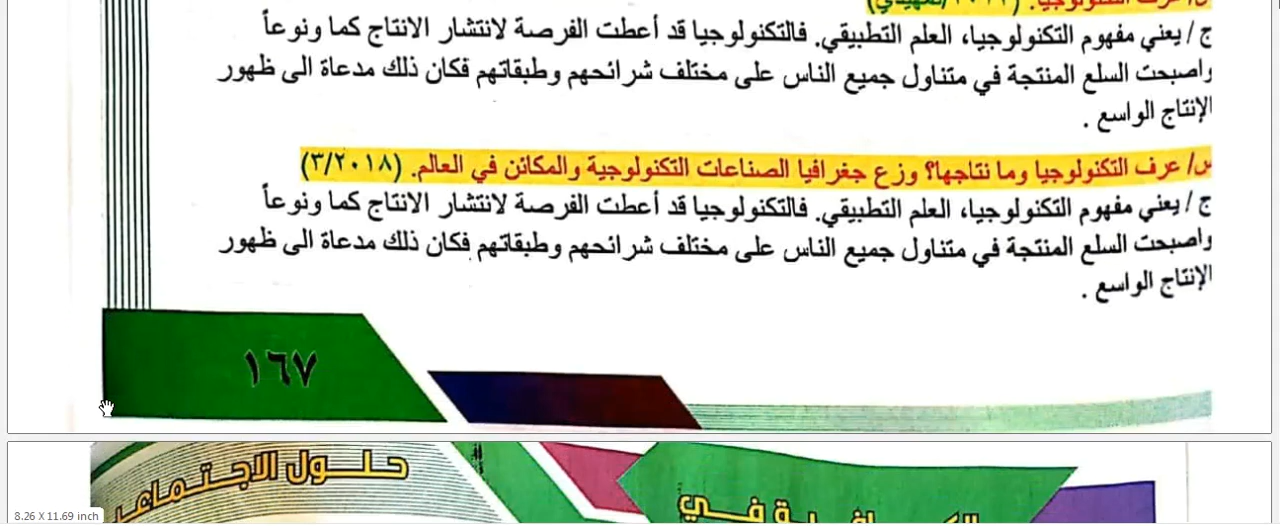 ج / يعني مفهوم التكنولوجيا، العلم التطبيقي. فالتكنولوجيا قد أعطت الفرصة لانتشار الانتاج كما ونوعاً
واصبحت السلع المنتجة في متناول جميع الناس على مختلف شرائحهم وطبقاتهم فكان ذلك مدعاة الى ظهور
الإنتاج الواسع .
س/ عرف التكنولوجيا وما نتاجها؟ وزع جغرافيا الصناعات التكنولوجية والمكائن في العالم. (٣/٢٠١٨)
ج / يعني مفهوم التكنولوجيا، العلم التطبيقي. فالتكنولوجيا قد أعطت الفرصة لانتشار الانتاج كما ونوعاً
واصبحت السلع المنتجة في متناول جميع الناس على مختلف شرائحهم وطبقاتهم فكان ذلك مدعاة الى ظهور
الإنتاج الواسع .
١٦٧
حلول
في
8.26 X 11.69 inch